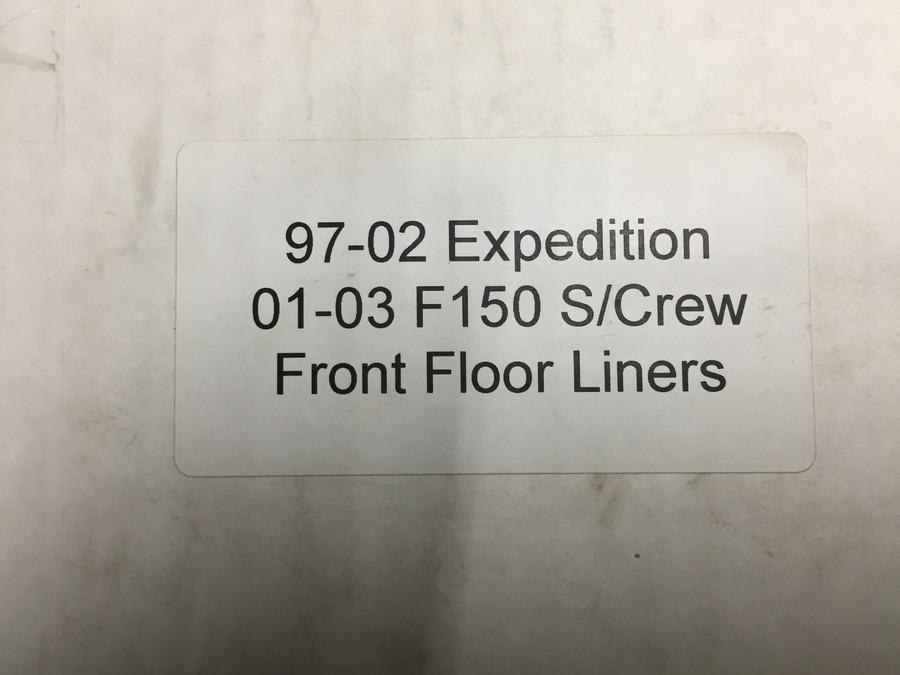 97-02 Expedition
01-03 F150 S/Crew
Front Floor Liners